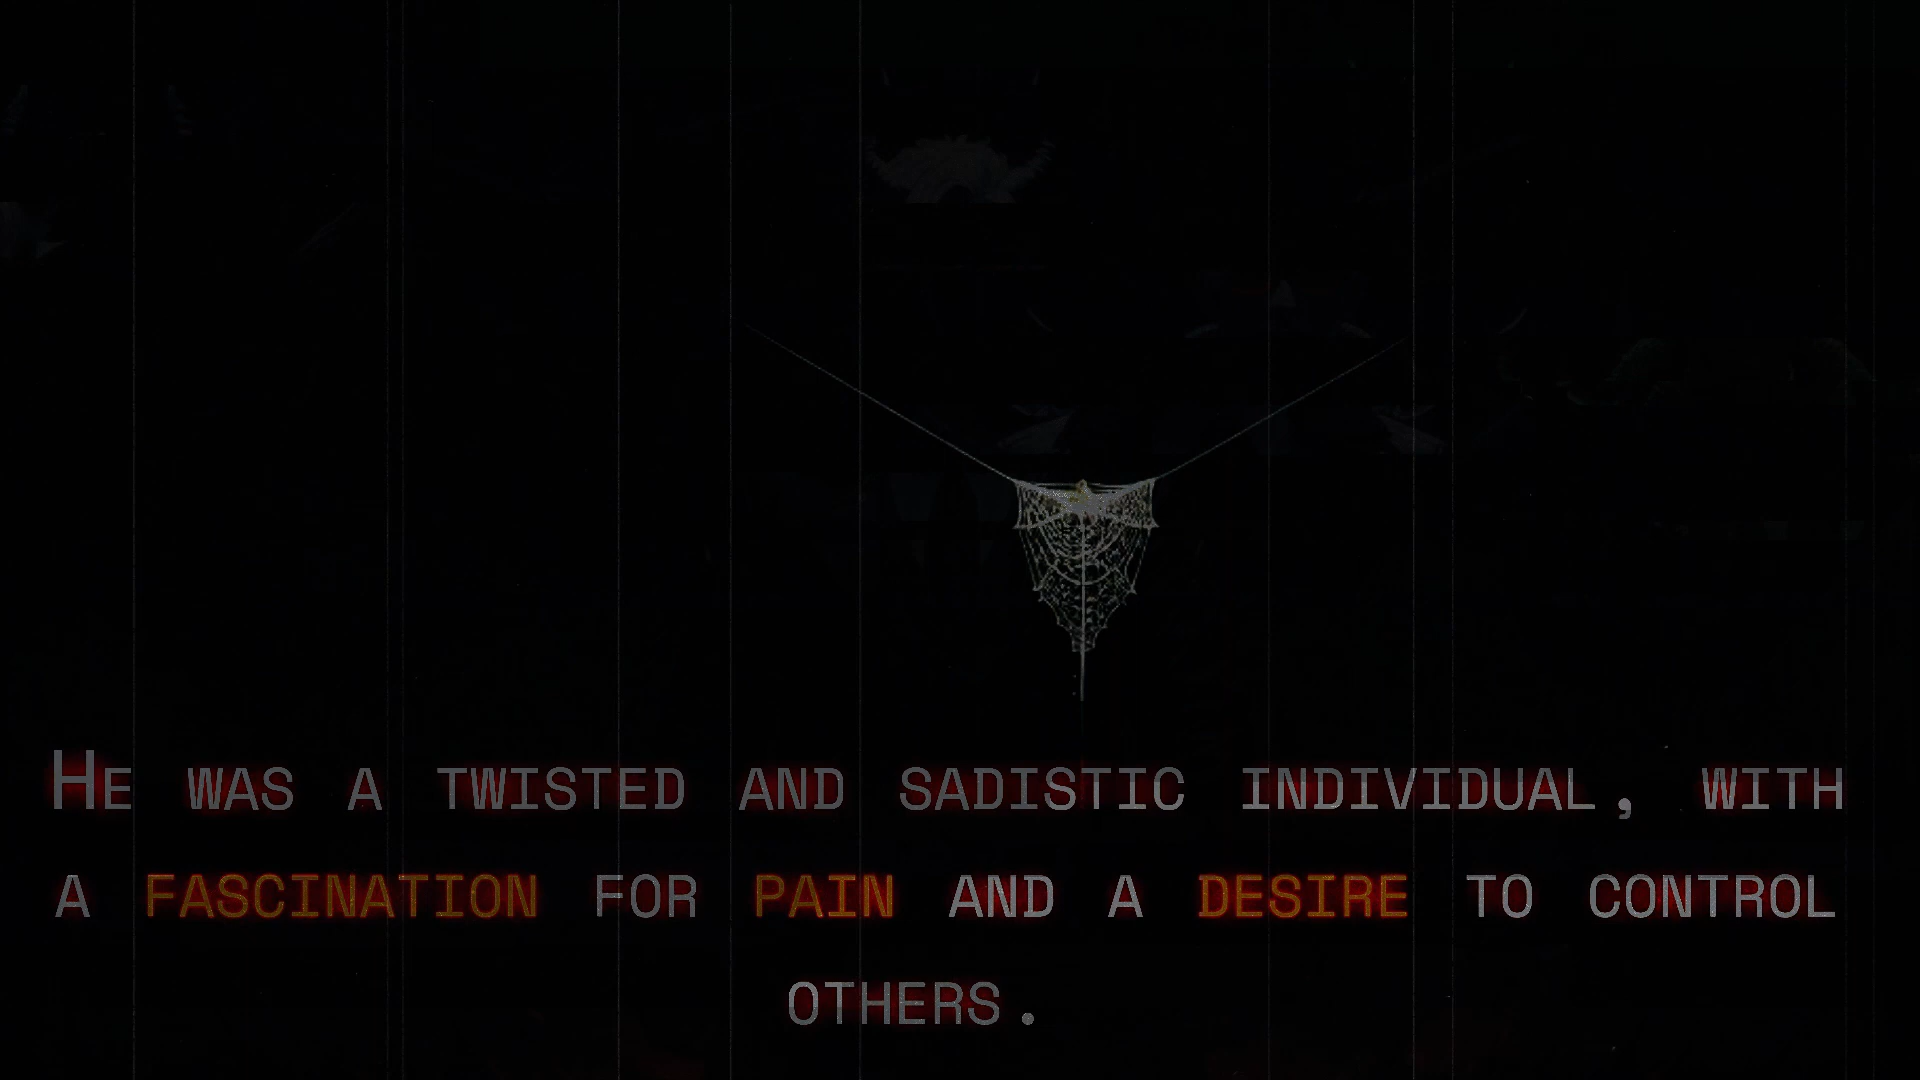 He was a twisted and sadistic individual, with
a fascination for pain and a desire to control
others.